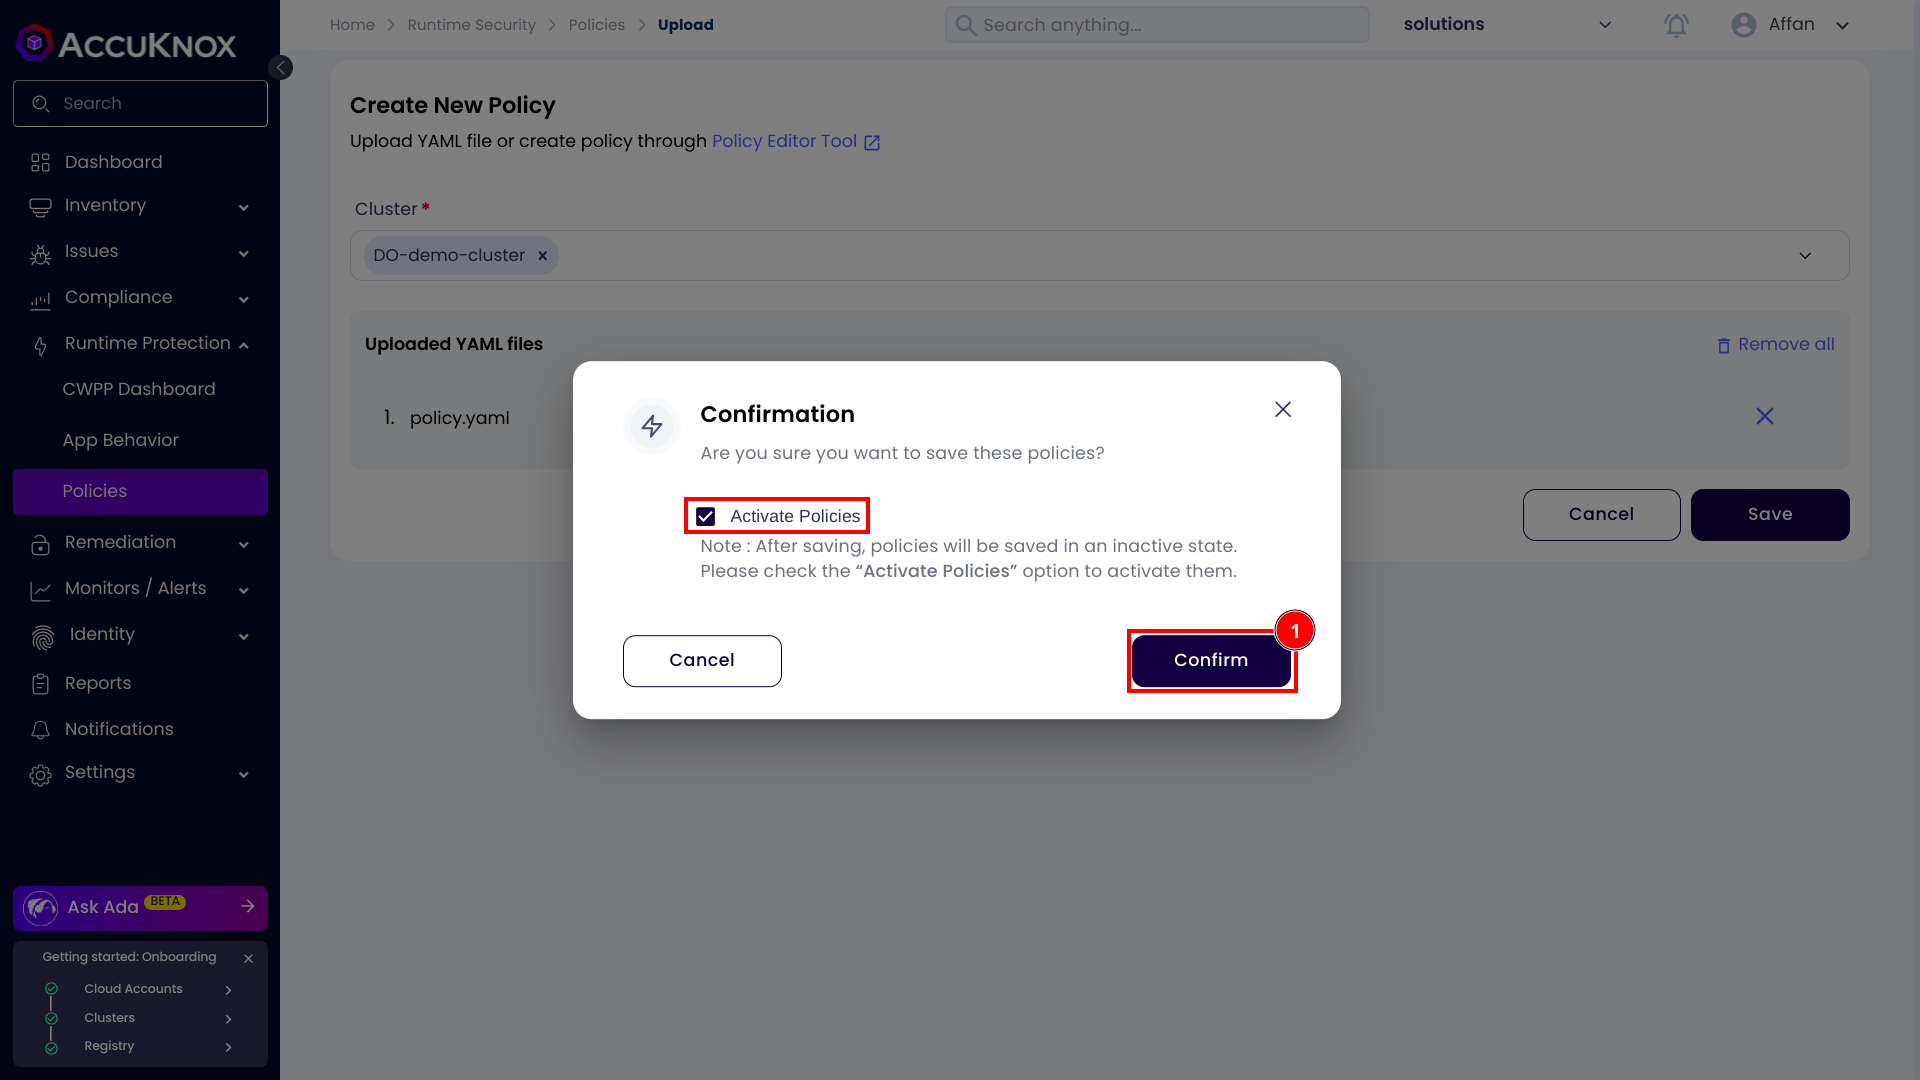 ACCUKNOX
Search
Dashboard
Inventory
Issues
Compliance
Runtime Protection
CWPP Dashboard
App Behavior
Policies
Remediation
Monitors / Alerts
Identity
Reports
Notifications
Settings
Ask Ada BETA
Getting started: Onboarding
Cloud Accounts
Clusters
Registry
Home > Runtime Security > Policies > Upload
Search anything...
solutions
Affan
Create New Policy
Upload YAML file or create policy through Policy Editor Tool
Cluster *
DO-demo-cluster ×
Uploaded YAML files
Remove all
1. policy.yaml
Cancel
Save
Confirmation
Are you sure you want to save these policies?
Activate Policies
Note : After saving, policies will be saved in an inactive state.
Please check the “Activate Policies” option to activate them.
Cancel
Confirm
1